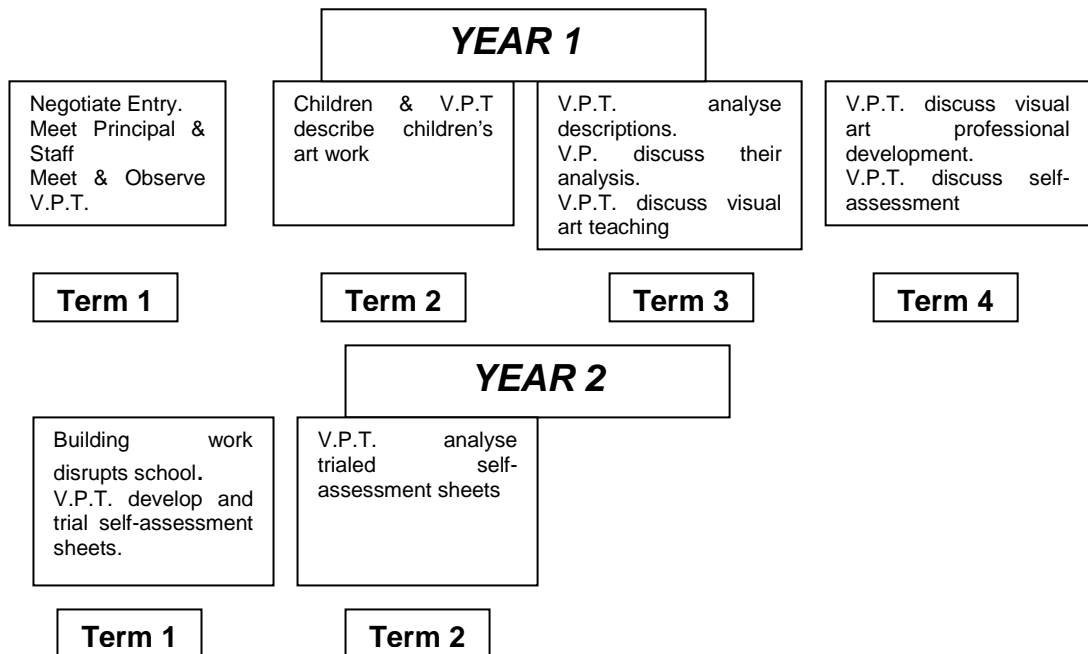 YEAR 1
Negotiate Entry.
Meet Principal &
Staff
Meet & Observe
V.P.T.
Children & V.P.T
describe children's
art work
V.P.T. analyse
descriptions.
V.P. discuss their
analysis.
V.P.T. discuss visual
art teaching
V.P.T. discuss visual
art professional
development.
V.P.T. discuss self-
assessment
Term 1
Term 2
Term 3
Term 4
YEAR 2
Building work
disrupts school.
V.P.T. develop and
trial self-assessment
sheets.
V.P.T. analyse
trialed self-
assessment sheets
Term 1
Term 2